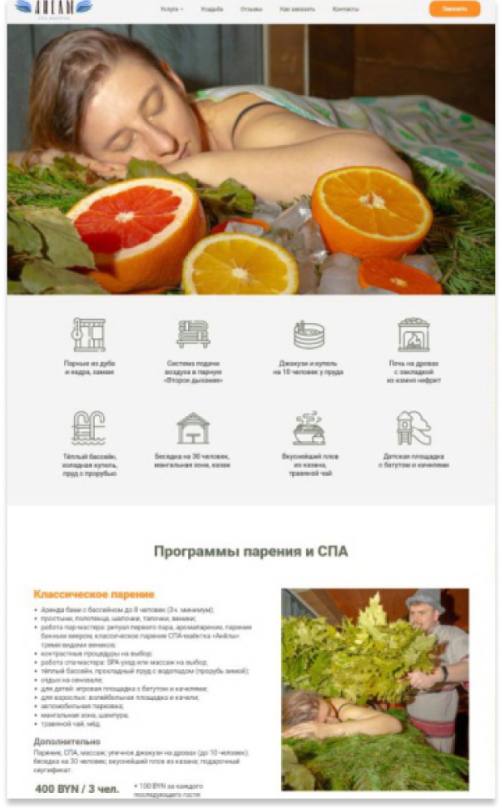 Услуги
Усадьба
Отзывы
Как заказать
Контакты
Заказать
Парные из дуба
и кедра, хамам
Система подачи
воздуха в парную
«Второе дыхание»
Джакузи и купель
на 10 человек у пруда
Печь на дровах
с закладкой
из камня нефрит
Тёплый бассейн,
холодная купель,
пруд с прорубью
Беседка на 30 человек,
мангальная зона, казан
Вкуснейший плов
из казана,
травяной чай
Детская площадка
с батутом и качелями
Программы парения и СПА
Классическое парение
• Аренда бани с бассейном до 8 человек (3 ч. минимум);
• простыни, полотенца, шапочки, тапочки, веники;
• работа пар-мастера: ритуал первого пара, ароматерапия, парение
банным веером, классическое парение СПА-маёнтка
тремя видами веников;
• контрастные процедуры на выбор;
• работа спа-мастера: SPA-уход или массаж на выбор;
• тёплый бассейн, прохладный пруд с водопадом (прорубь зимой);
• отдых на сеновале;
• для детей: игровая площадка с батутом и качелями;
• для взрослых: волейбольная площадка и качели;
• автомобильная парковка;
• мангальная зона, шампура;
• травяной чай, мёд.
Дополнительно
Парение, СПА, массаж; уличное джакузи на дровах (до 10 человек);
беседка на 30 человек; вкуснейший плов из казана; подарочный
сертификат.
400 BYN / 3 чел.
+ 100 BYN за каждого
последующего гостя